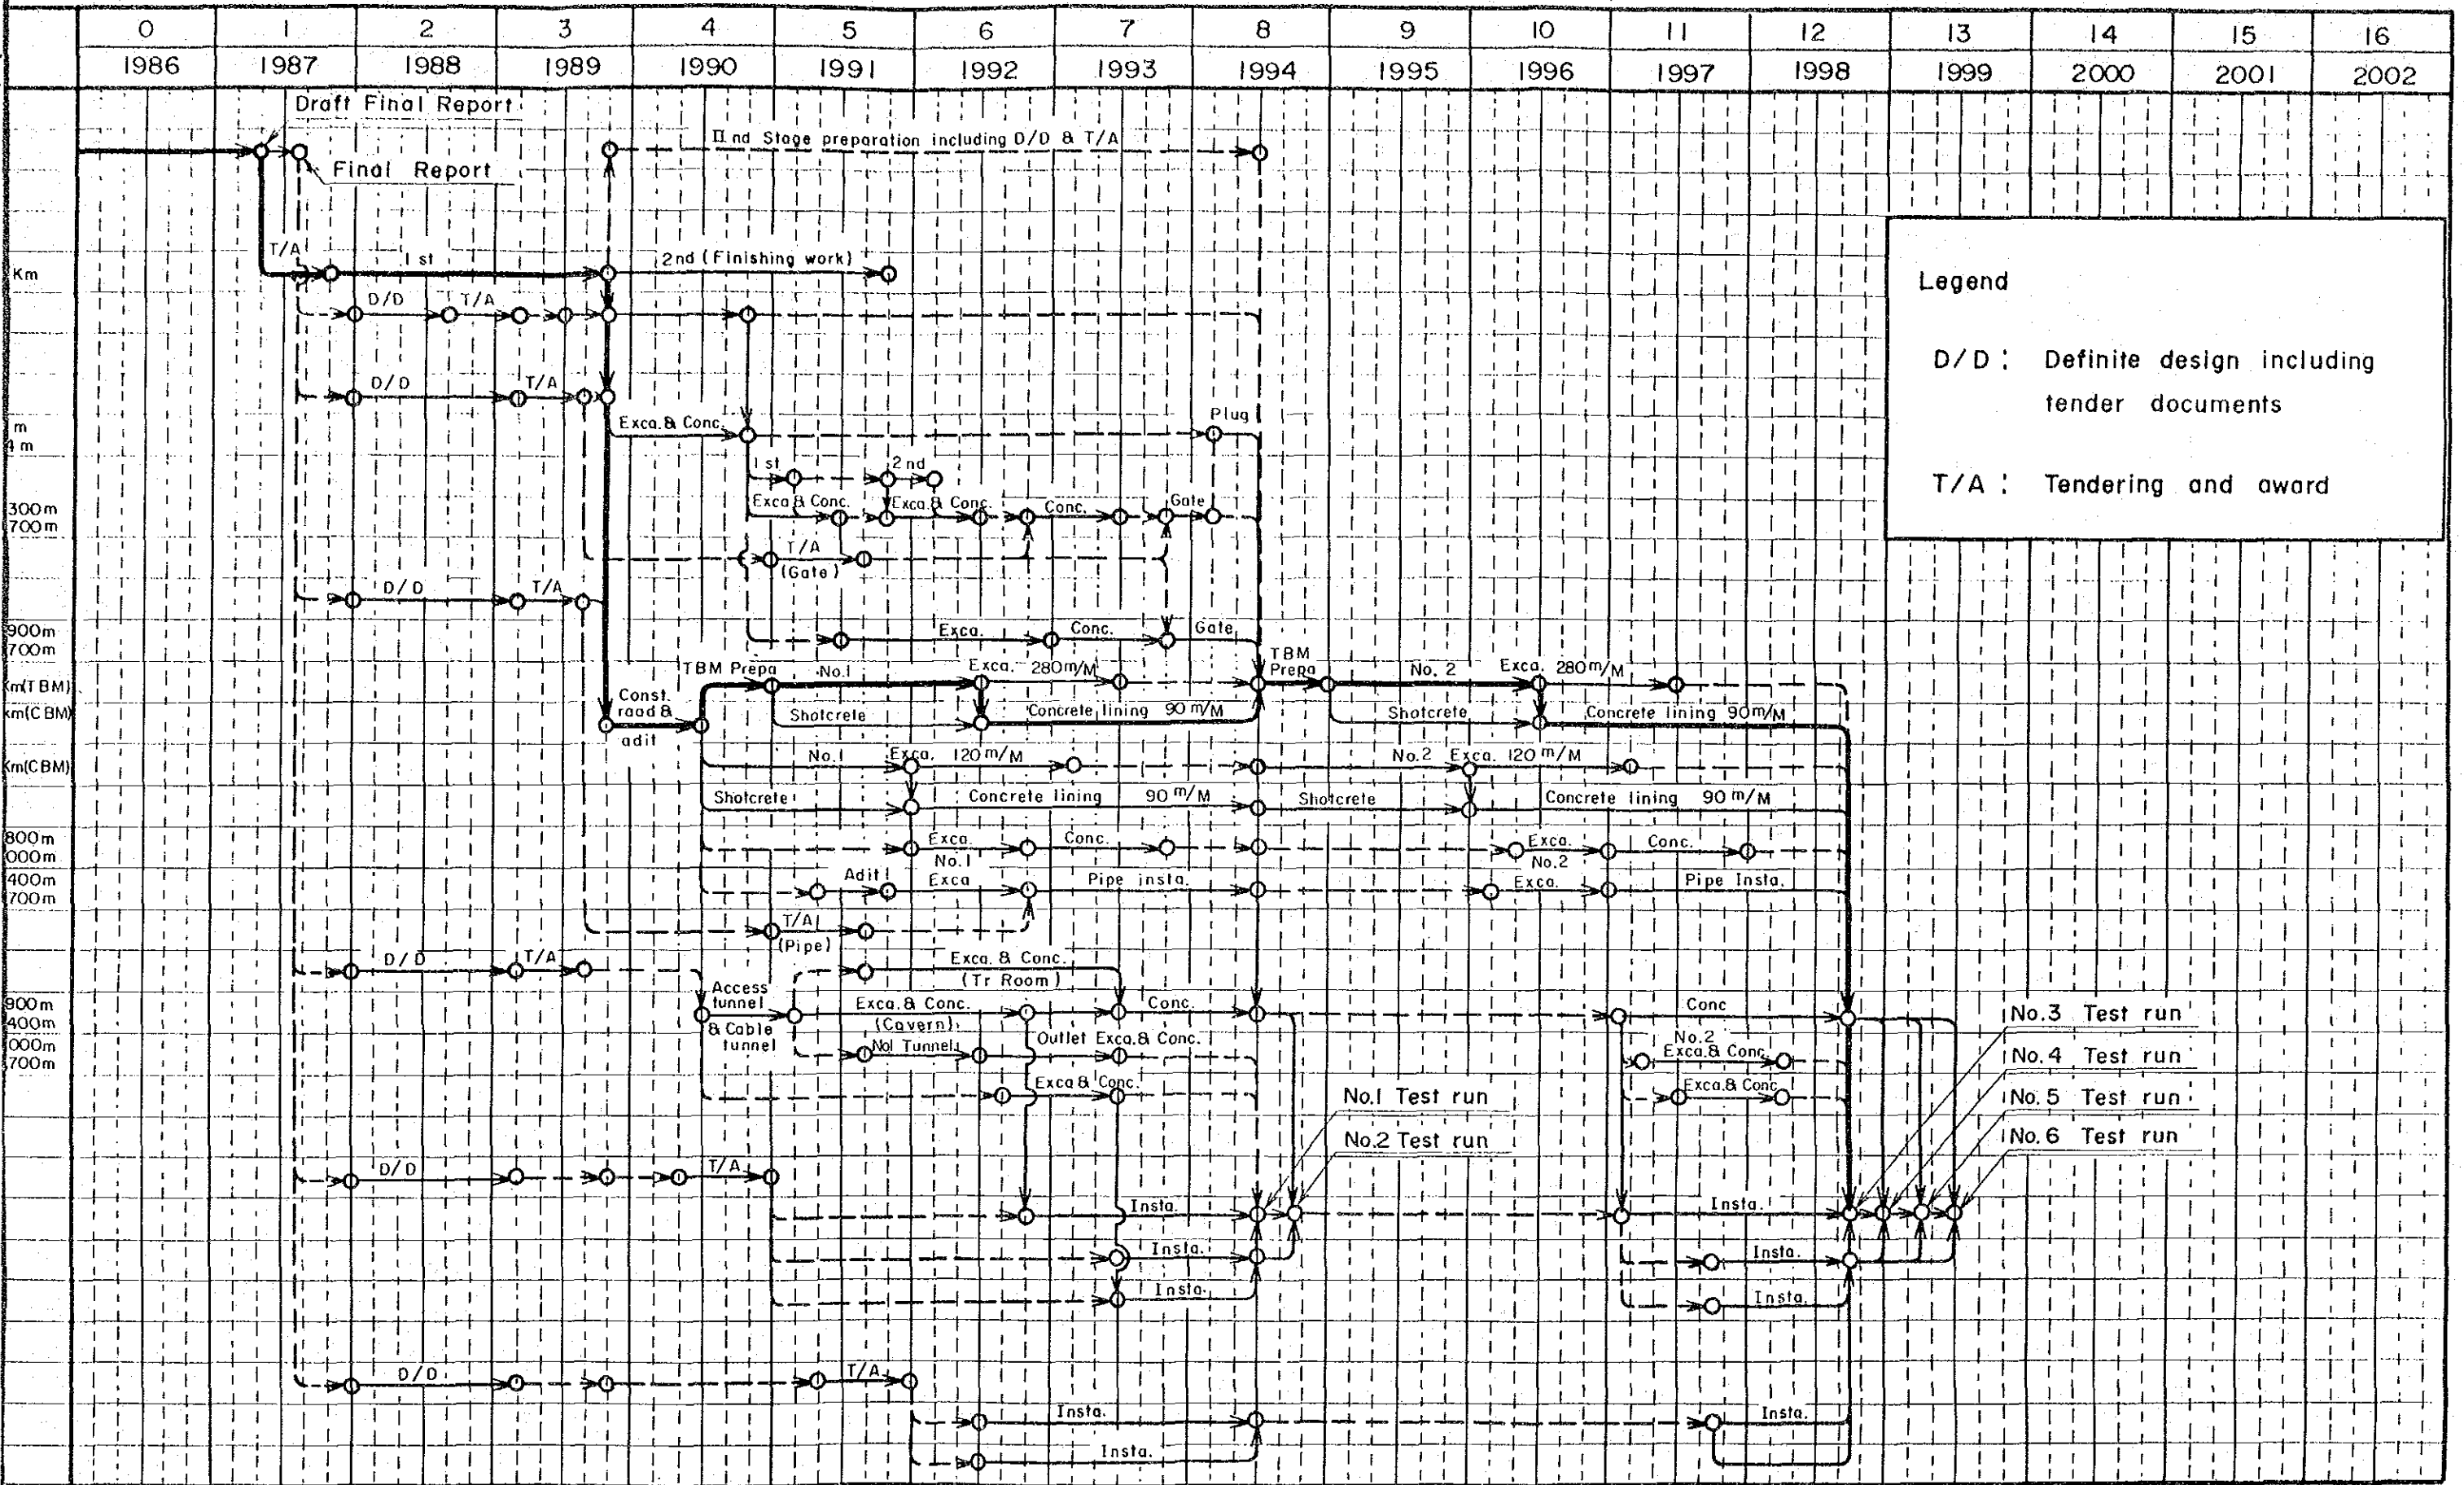 0 1 2 3 4 5 6 7 8 9 10 11 12 13 14 15 16
1986 1987 1988 1989 1990 1991 1992 1993 1994 1995 1996 1997 1998 1999 2000 2001 2002
Draft Final Report
II nd Stage preparation including D/D & T/A
Final Report
T/A 1 st 2nd (Finishing work)
Km
D/D T/A
D/D T/A
Exca. & Conc. Plug
m
4 m
1 st 2 nd
Exca & Conc. Exca. & Conc. Conc. Gate
300m
700m
T/A
(Gate)
D/D T/A
900m
700m
Exca. Conc. Gate
TBM Prepa No.1 Exca. 280m/M TBM Prepa No. 2 Exca. 280m/M
Km(TBM)
Const. road & adit
Shotcrete Concrete lining 90 m/M Shotcrete Concrete lining 90m/M
Km(CBM)
No.1 Exca. 120 m/M No.2 Exca. 120 m/M
Km(CBM)
Shotcrete Concrete lining 90 m/M Shotcrete Concrete lining 90 m/M
800m
000m
Exca. Conc. Exca. Conc.
No.1 No.2
400m
700m
Adit Exca Pipe insta. Exca. Pipe Insta.
T/A
(Pipe)
D/D T/A
Exca. & Conc.
(Tr Room)
900m
400m
000m
700m
Access tunnel & Cable tunnel
Exca. & Conc. Conc. Conc
(Cavern)
No1 Tunnel Outlet Exca. & Conc. No.2
Exca. & Conc
Exca & Conc. Exca. & Conc
No.1 Test run
No.2 Test run
No.3 Test run
No.4 Test run
No.5 Test run
No.6 Test run
D/D T/A
Insta. Insta.
Insta. Insta.
Insta. Insta.
D/D T/A
Insta. Insta.
Insta.
Legend
D/D : Definite design including
tender documents
T/A : Tendering and award